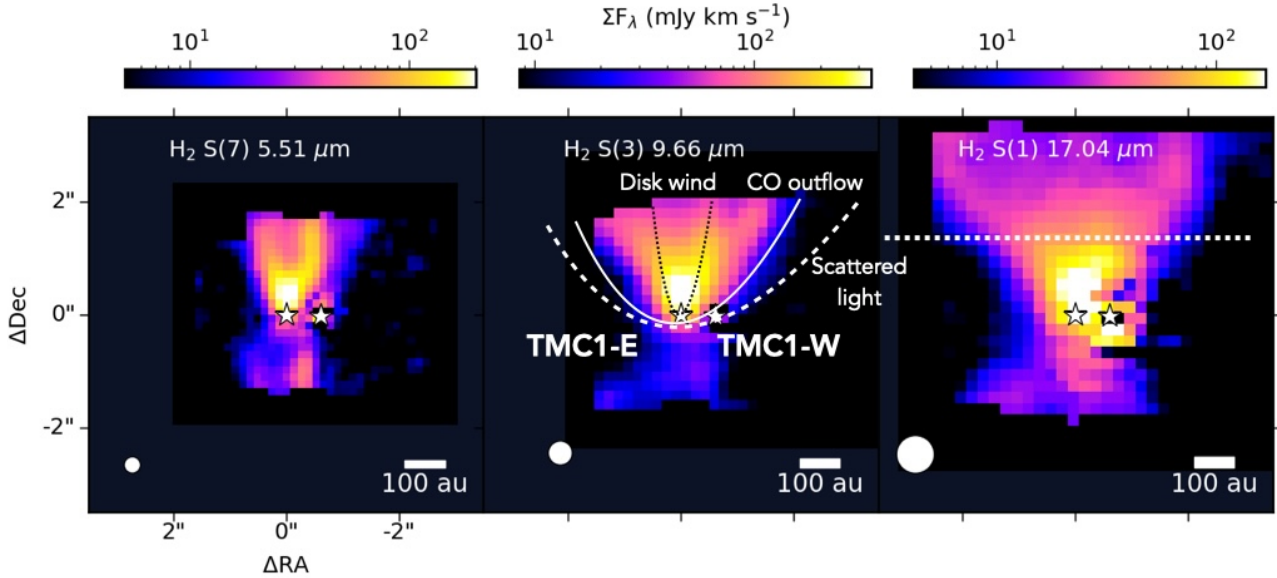 ΣF_λ (mJy km s⁻¹)
10¹ 10² 10¹ 10² 10¹ 10²
H₂ S(7) 5.51 μm
H₂ S(3) 9.66 μm
H₂ S(1) 17.04 μm
Disk wind
CO outflow
Scattered
light
TMC1-E
TMC1-W
ΔDec
2"
0"
-2"
100 au
100 au
100 au
2" 0" -2"
ΔRA